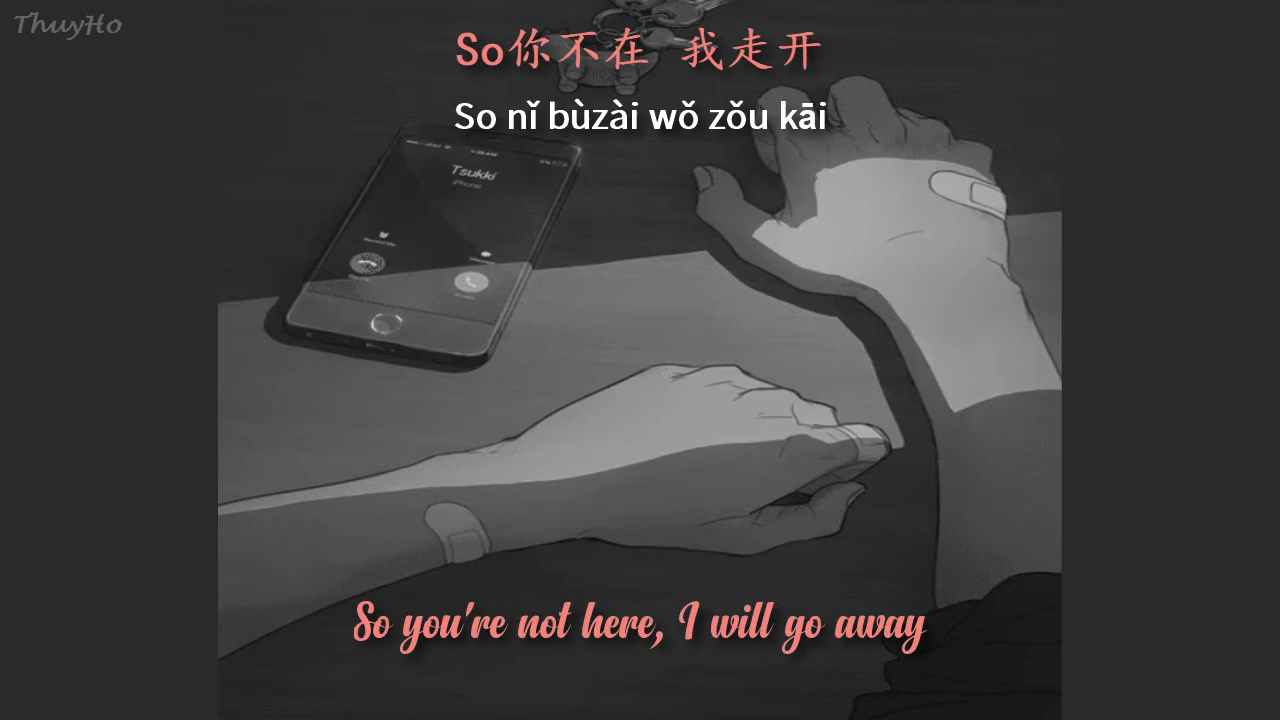 ThuyHo
So你不在 我走开
So nǐ bùzài wǒ zǒu kāi
Tsukki
iPhone
So you're not here, I will go away